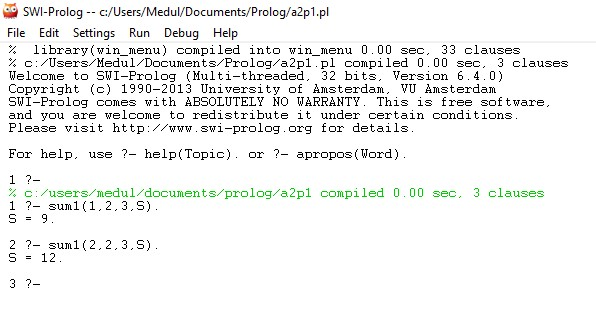 SWI-Prolog -- c:/Users/Medul/Documents/Prolog/a2p1.pl
File Edit Settings Run Debug Help
%  library(win_menu) compiled into win_menu 0.00 sec, 33 clauses
% c:/Users/Medul/Documents/Prolog/a2p1.pl compiled 0.00 sec, 3 clauses
Welcome to SWI-Prolog (Multi-threaded, 32 bits, Version 6.4.0)
Copyright (c) 1990-2013 University of Amsterdam, VU Amsterdam
SWI-Prolog comes with ABSOLUTELY NO WARRANTY. This is free software,
and you are welcome to redistribute it under certain conditions.
Please visit http://www.swi-prolog.org for details.
For help, use ?- help(Topic). or ?- apropos(Word).
1 ?-
% c:/users/medul/documents/prolog/a2p1 compiled 0.00 sec, 3 clauses
1 ?- sum1(1,2,3,S).
S = 9.
2 ?- sum1(2,2,3,S).
S = 12.
3 ?-